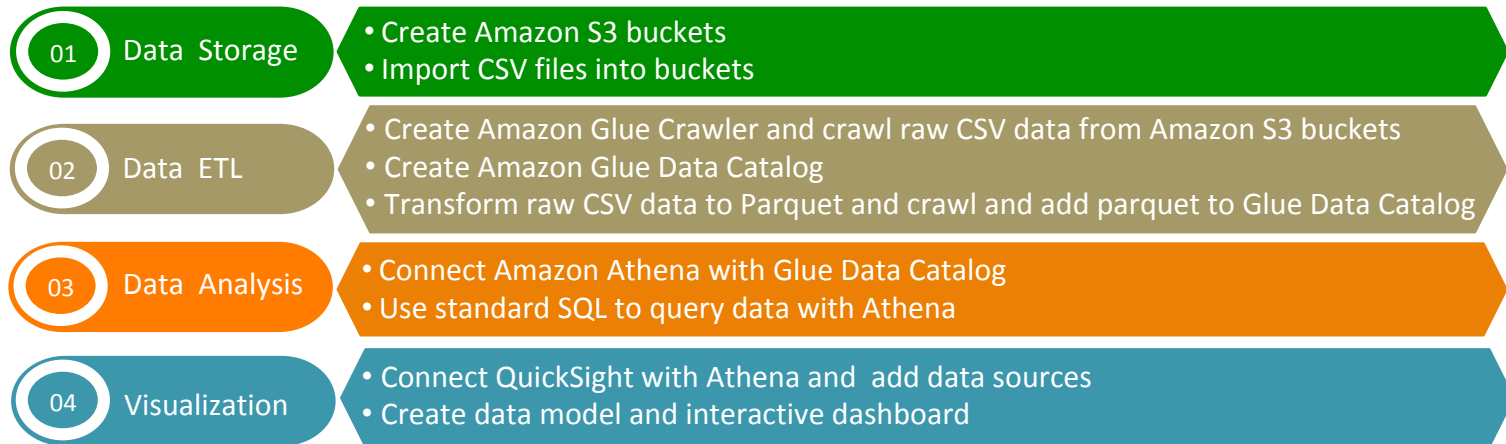 01 Data Storage
• Create Amazon S3 buckets
• Import CSV files into buckets
02 Data ETL
• Create Amazon Glue Crawler and crawl raw CSV data from Amazon S3 buckets
• Create Amazon Glue Data Catalog
• Transform raw CSV data to Parquet and crawl and add parquet to Glue Data Catalog
03 Data Analysis
• Connect Amazon Athena with Glue Data Catalog
• Use standard SQL to query data with Athena
04 Visualization
• Connect QuickSight with Athena and add data sources
• Create data model and interactive dashboard